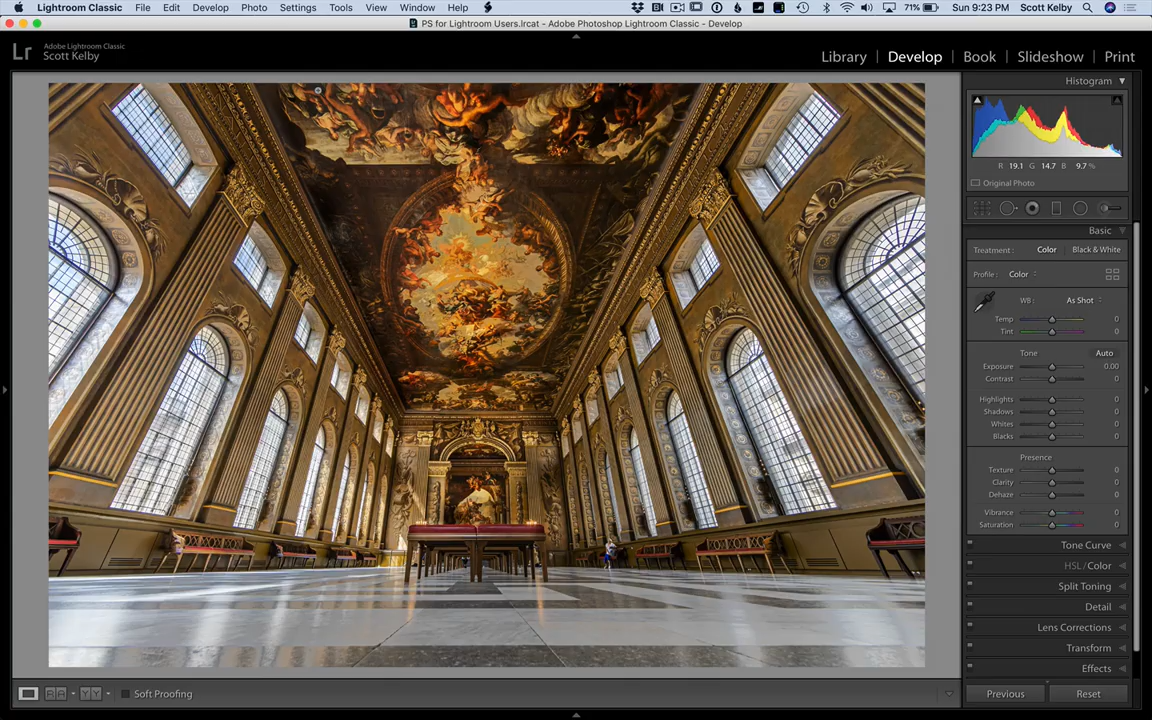 Lightroom Classic File Edit Develop Photo Settings Tools View Window Help 71% Sun 9:23 PM Scott Kelby
PS for Lightroom Users.lrcat - Adobe Photoshop Lightroom Classic - Develop
Lr Adobe Lightroom Classic
Scott Kelby
Library | Develop | Book | Slideshow | Print
Histogram
R 19.1 G 14.7 B 9.7 %
Original Photo
Basic
Treatment : Color Black & White
Profile : Color
WB : As Shot
Temp 0
Tint 0
Tone Auto
Exposure 0.00
Contrast 0
Highlights 0
Shadows 0
Whites 0
Blacks 0
Presence
Texture 0
Clarity 0
Dehaze 0
Vibrance 0
Saturation 0
Tone Curve
HSL / Color
Split Toning
Detail
Lens Corrections
Transform
Effects
Soft Proofing
Previous Reset